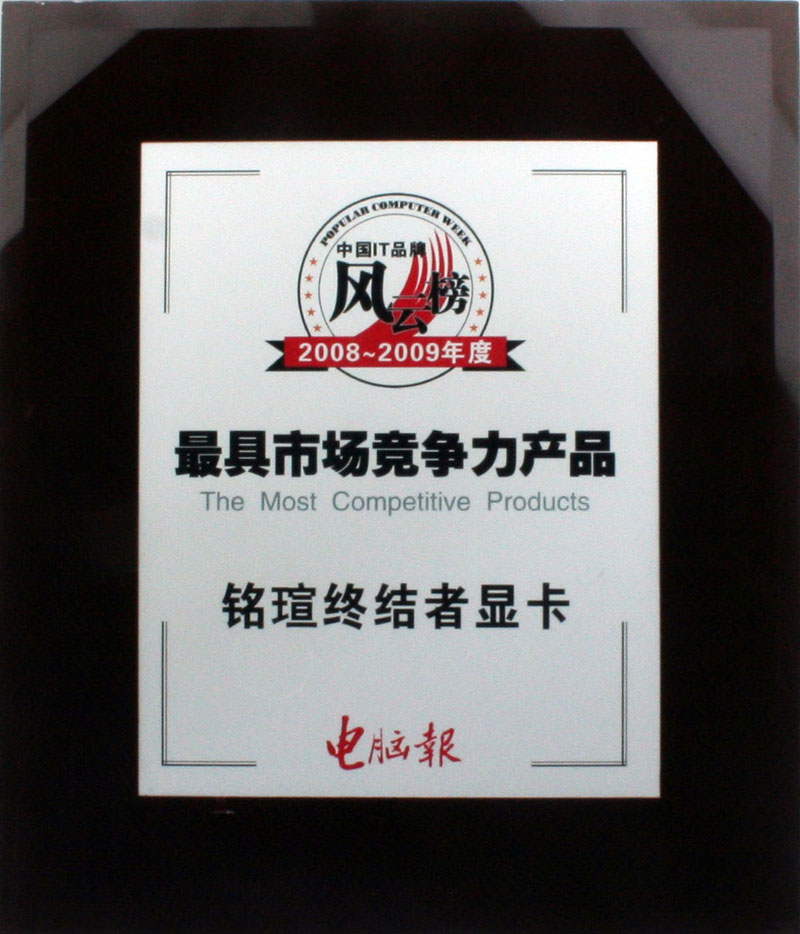 POPULAR COMPUTER WEEK
中国IT品牌
风云榜
2008~2009年度
最具市场竞争力产品
The Most Competitive Products
铭瑄终结者显卡
电脑報